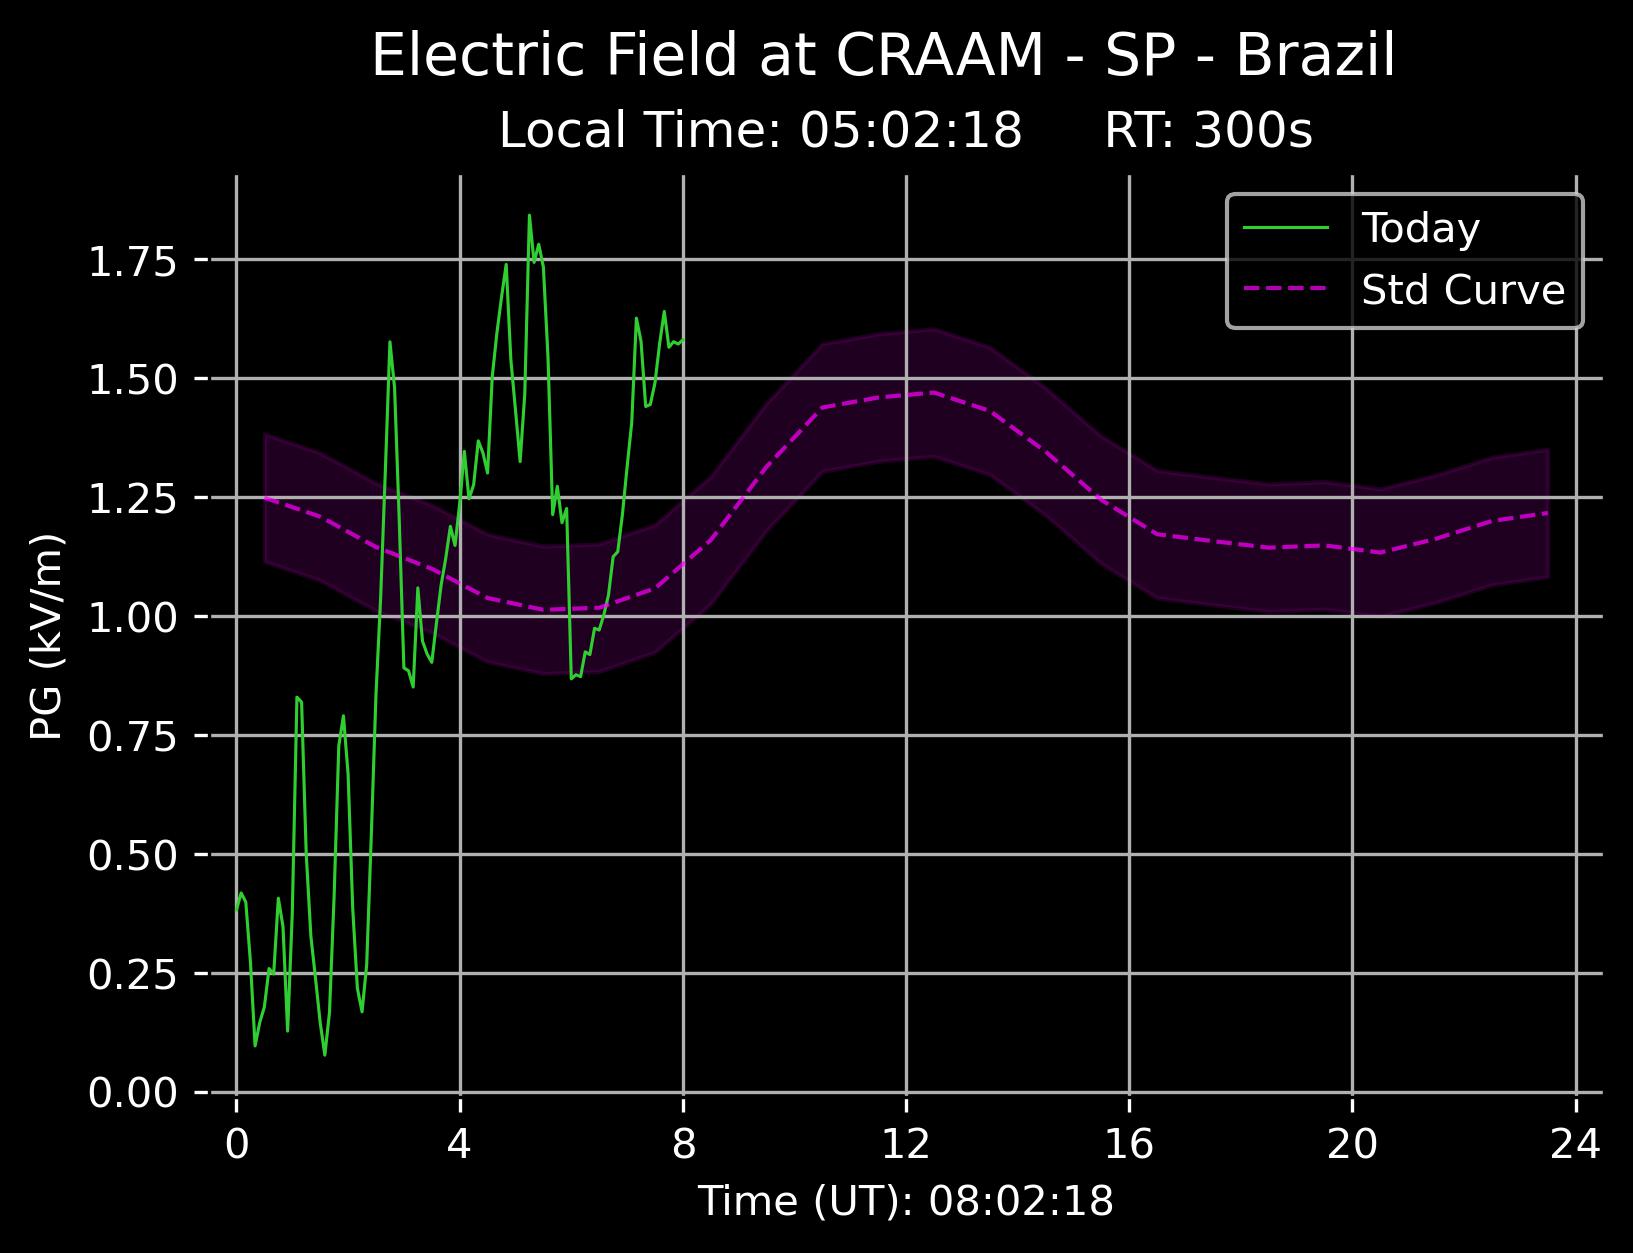 Electric Field at CRAAM - SP - Brazil
Local Time: 05:02:18 RT: 300s
Today
Std Curve
PG (kV/m)
1.75
1.50
1.25
1.00
0.75
0.50
0.25
0.00
0 4 8 12 16 20 24
Time (UT): 08:02:18